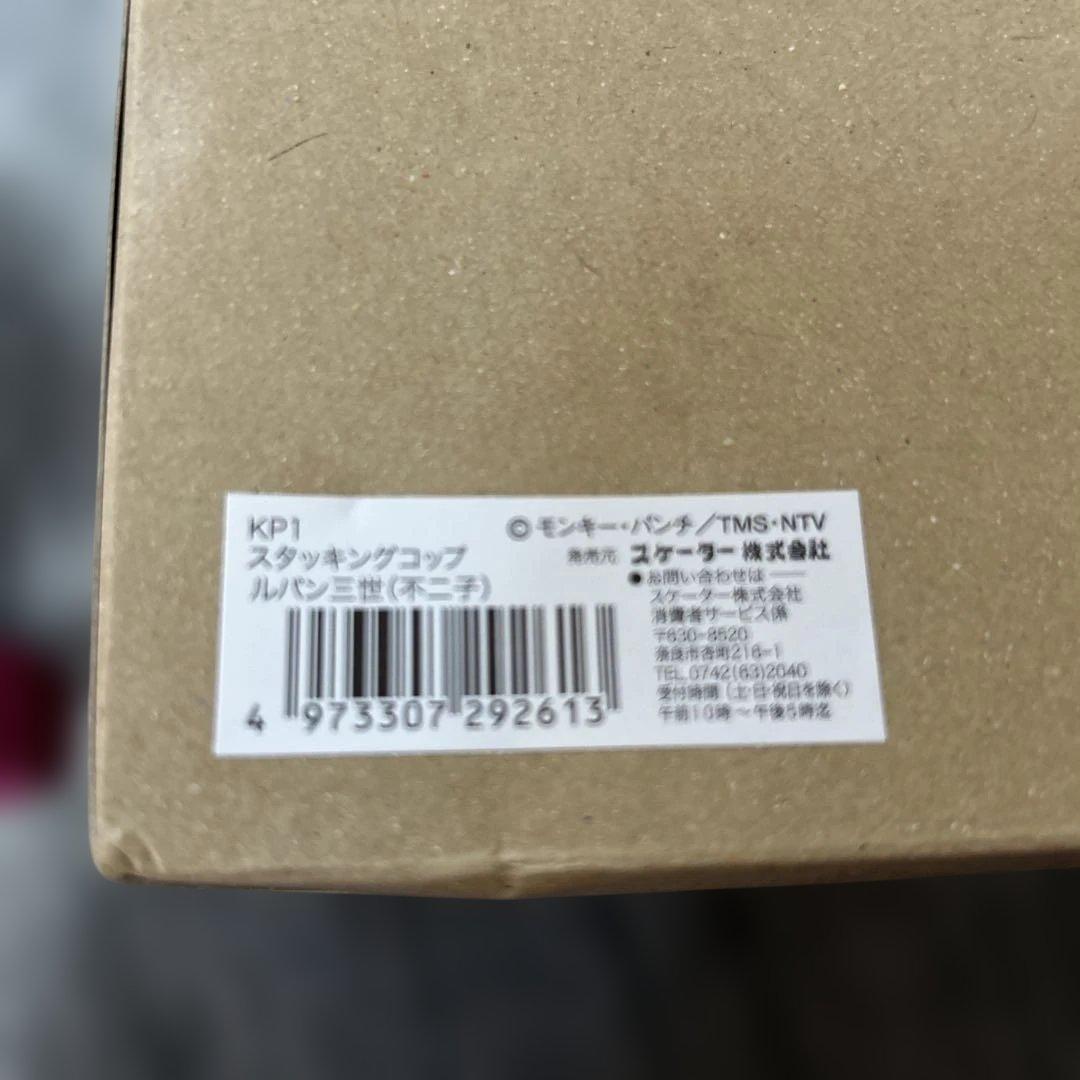 KP1
スタッキングコップ
ルパン三世(不二子)
4 973307 292613
© モンキー・パンチ/TMS・NTV
発売元 スケーター株式会社
●お問い合わせは
スケーター株式会社
消費者サービス係
〒630-8520
奈良市杏町216-1
TEL.0742(63)2040
受付時間(土・日・祝日を除く)
午前10時〜午後5時迄